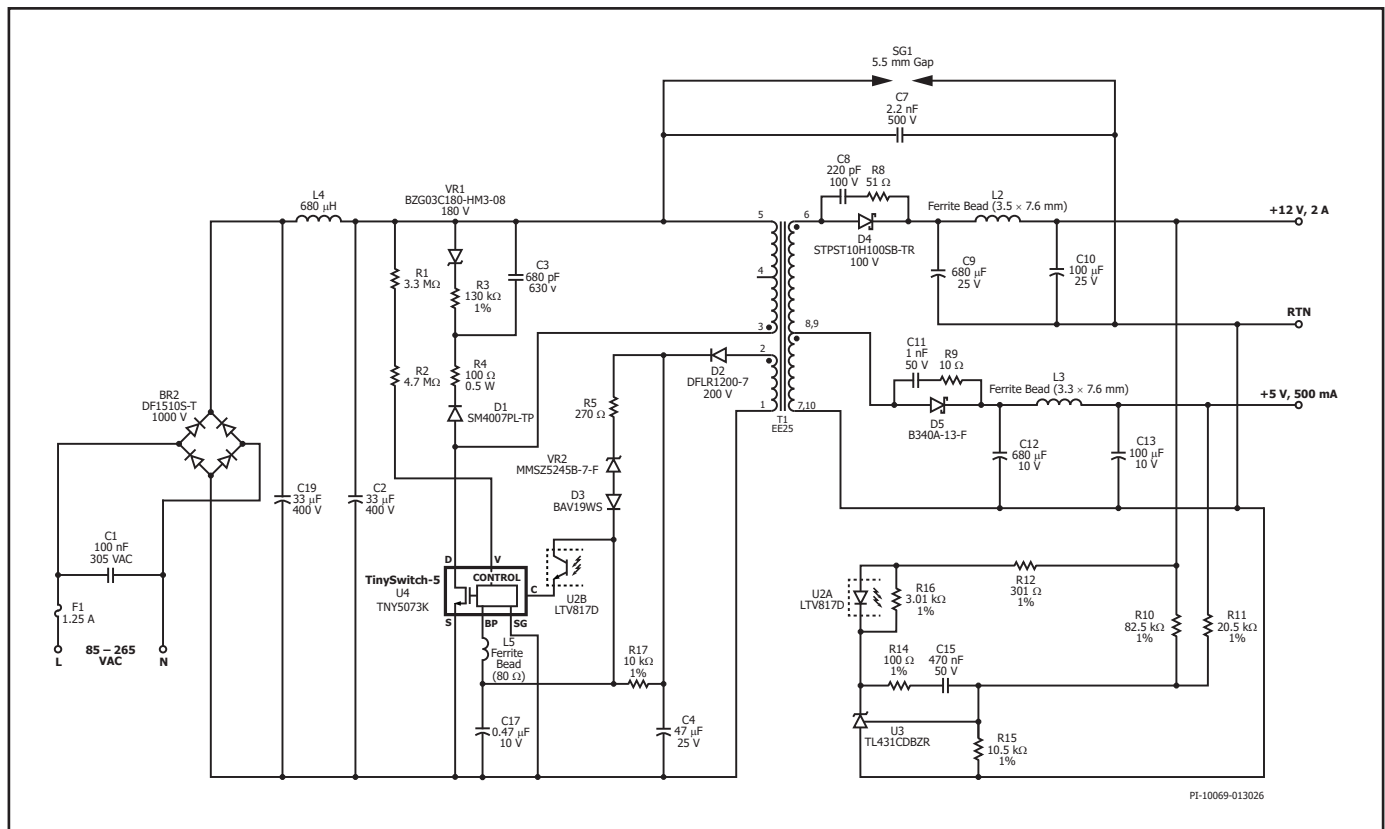 SG1
5.5 mm Gap
C7
2.2 nF
500 V
C8
220 pF
100 V
R8
51 Ω
L4
680 µH
VR1
BZG03C180-HM3-08
180 V
L2
Ferrite Bead (3.5 × 7.6 mm)
+12 V, 2 A
5
6
D4
STPST10H100SB-TR
100 V
R1
3.3 MΩ
R3
130 kΩ
1%
C3
680 pF
630 v
4
C9
680 µF
25 V
C10
100 µF
25 V
RTN
3
8,9
2
C11
1 nF
50 V
R9
10 Ω
R2
4.7 MΩ
R4
100 Ω
0.5 W
D2
DFLR1200-7
200 V
L3
Ferrite Bead (3.3 × 7.6 mm)
+5 V, 500 mA
BR2
DF1510S-T
1000 V
D1
SM4007PL-TP
R5
270 Ω
1
7,10
T1
EE25
D5
B340A-13-F
C12
680 µF
10 V
C13
100 µF
10 V
VR2
MMSZ5245B-7-F
D3
BAV19WS
C19
33 µF
400 V
C2
33 µF
400 V
C1
100 nF
305 VAC
D
V
TinySwitch-5
U4
TNY5073K
CONTROL
C
S
BP
SG
U2B
LTV817D
U2A
LTV817D
R16
3.01 kΩ
1%
R12
301 Ω
1%
R10
82.5 kΩ
1%
R11
20.5 kΩ
1%
F1
1.25 A
L
85 – 265
VAC
N
L5
Ferrite
Bead
(80 Ω)
R17
10 kΩ
1%
R14
100 Ω
1%
C15
470 nF
50 V
C17
0.47 µF
10 V
C4
47 µF
25 V
U3
TL431CDBZR
R15
10.5 kΩ
1%
PI-10069-013026